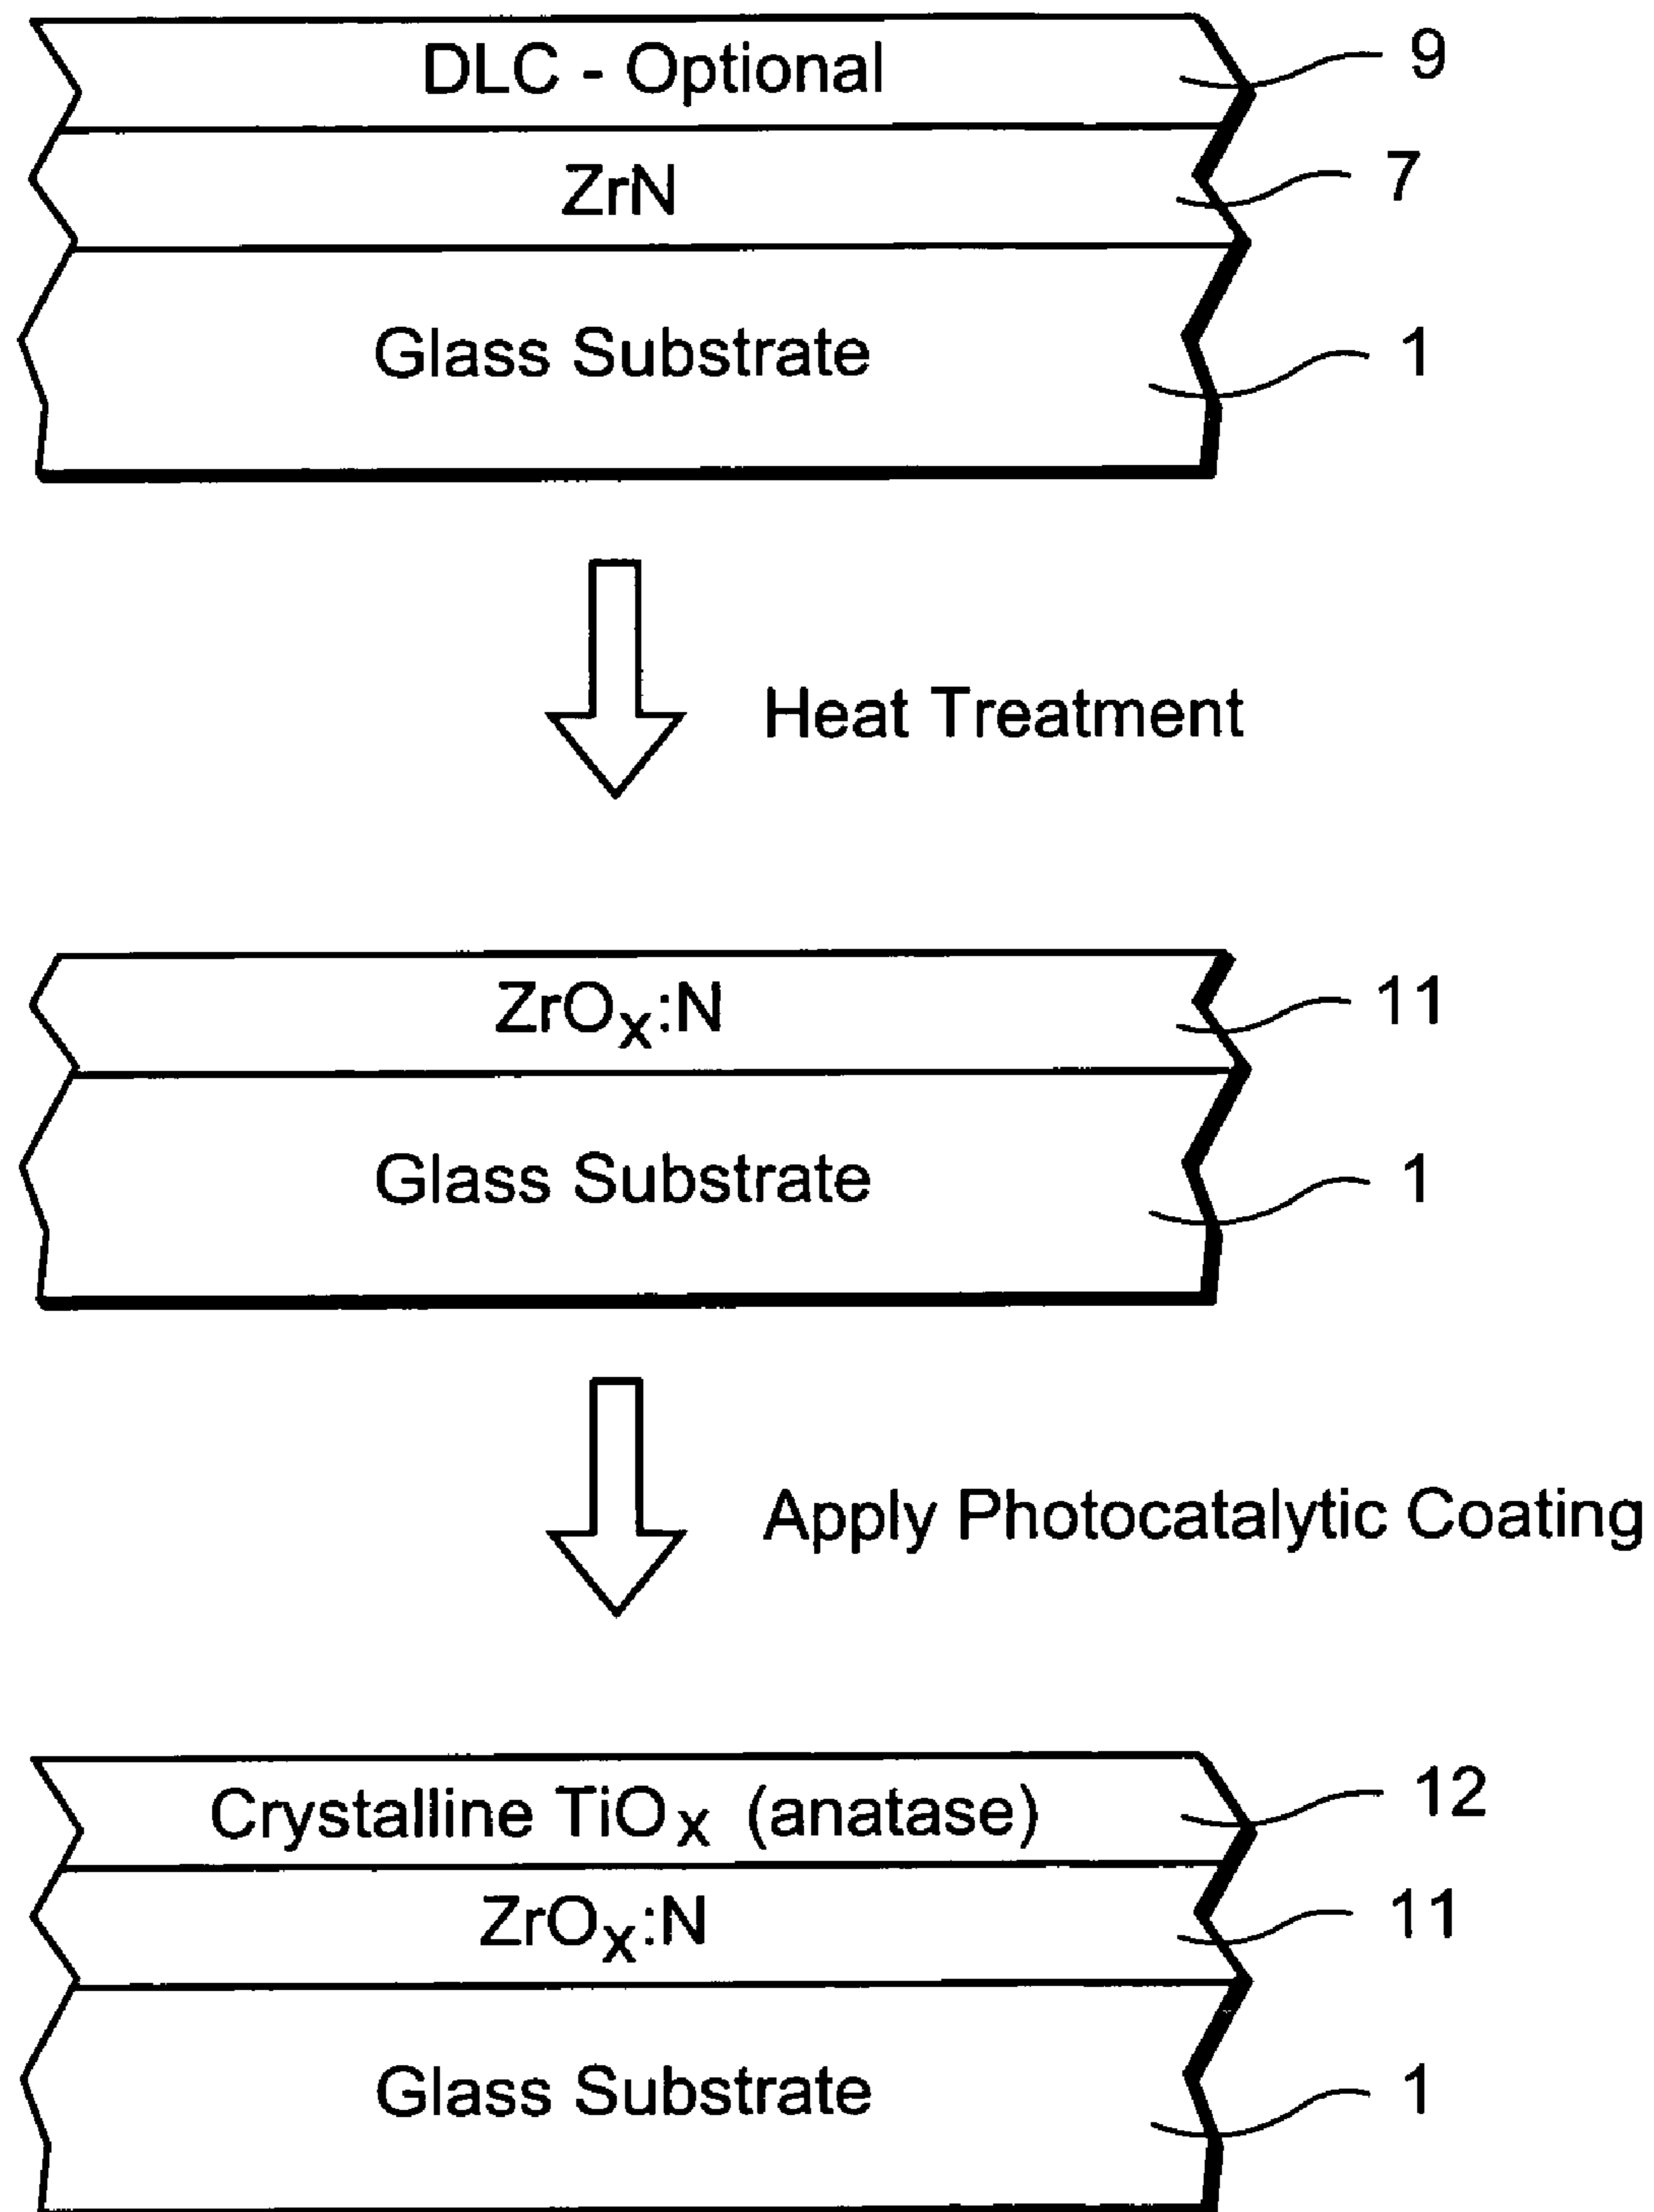 DLC - Optional 9
ZrN 7
Glass Substrate 1
Heat Treatment
ZrOx:N 11
Glass Substrate 1
Apply Photocatalytic Coating
Crystalline TiOx (anatase) 12
ZrOx:N 11
Glass Substrate 1